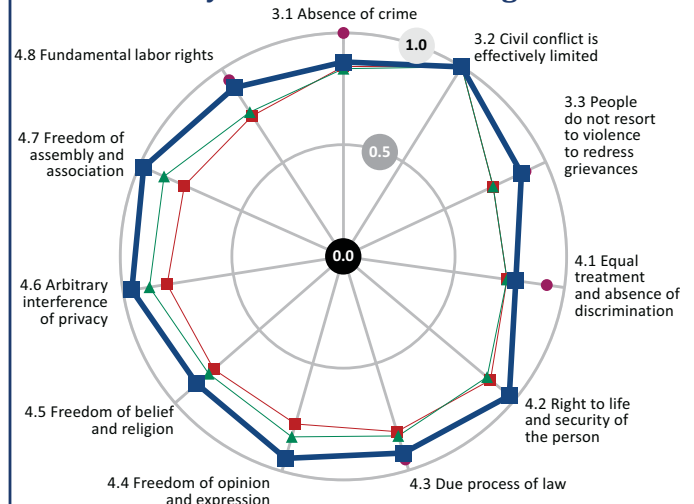 3.1 Absence of crime
1.0
3.2 Civil conflict is
effectively limited
4.8 Fundamental labor rights
3.3 People
do not resort
to violence
to redress
grievances
0.5
4.7 Freedom of
assembly and
association
0.0
4.1 Equal
treatment
and absence of
discrimination
4.6 Arbitrary
interference
of privacy
4.2 Right to life
and security of
the person
4.5 Freedom of belief
and religion
4.3 Due process of law
4.4 Freedom of opinion
and expression